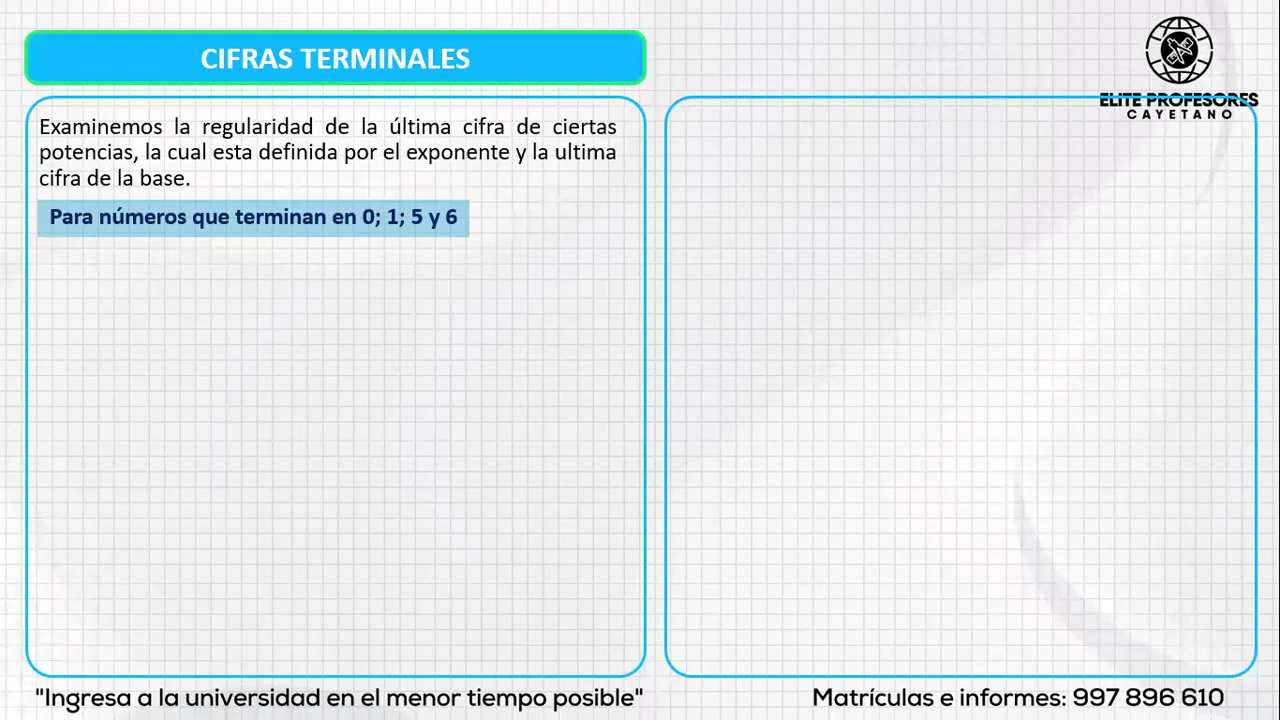 CIFRAS TERMINALES
ELITE PROFESORES
CAYETANO
Examinemos la regularidad de la última cifra de ciertas
potencias, la cual esta definida por el exponente y la ultima
cifra de la base.
Para números que terminan en 0; 1; 5 y 6
"Ingresa a la universidad en el menor tiempo posible"
Matrículas e informes: 997 896 610